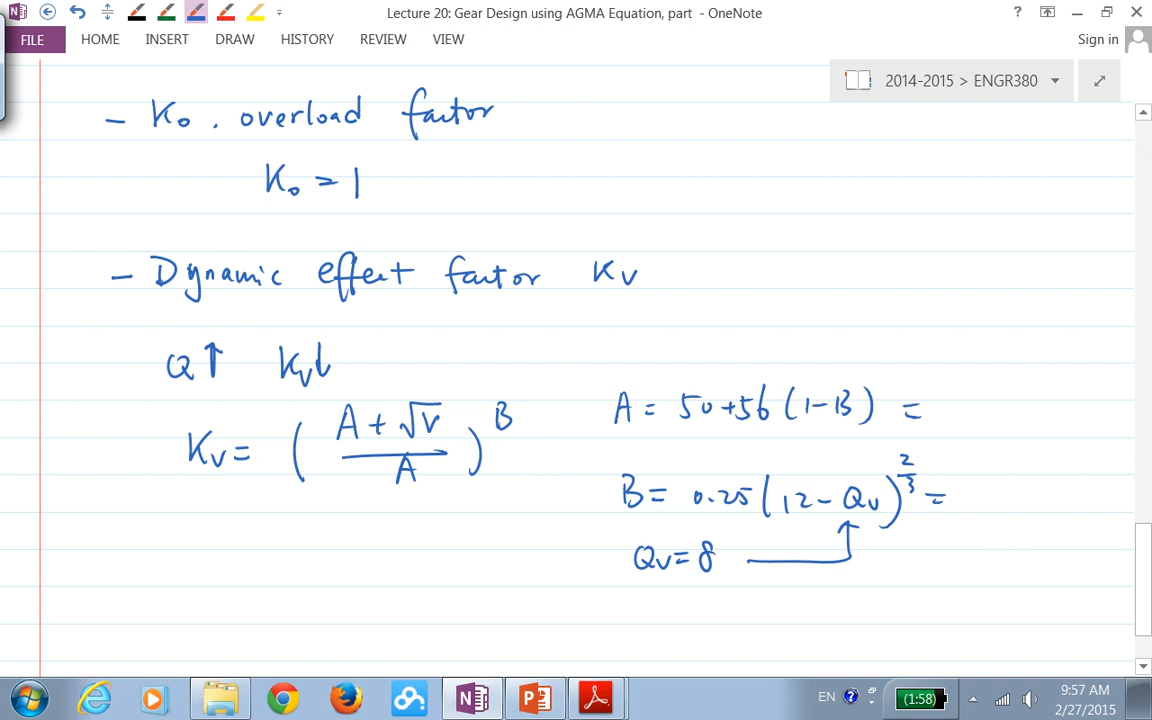 Lecture 20: Gear Design using AGMA Equation, part - OneNote
?
FILE HOME INSERT DRAW HISTORY REVIEW VIEW Sign in
2014-2015 > ENGR380
- Ko. overload factor
Ko = 1
- Dynamic effect factor Kv
Q↑ Kv↓
Kv = ( (A + √V) / A )^B
A = 50 + 56 (1 - B) =
B = 0.25 (12 - Qv)^(2/3) =
Qv = 8
EN ? (1:58) 9:57 AM
2/27/2015